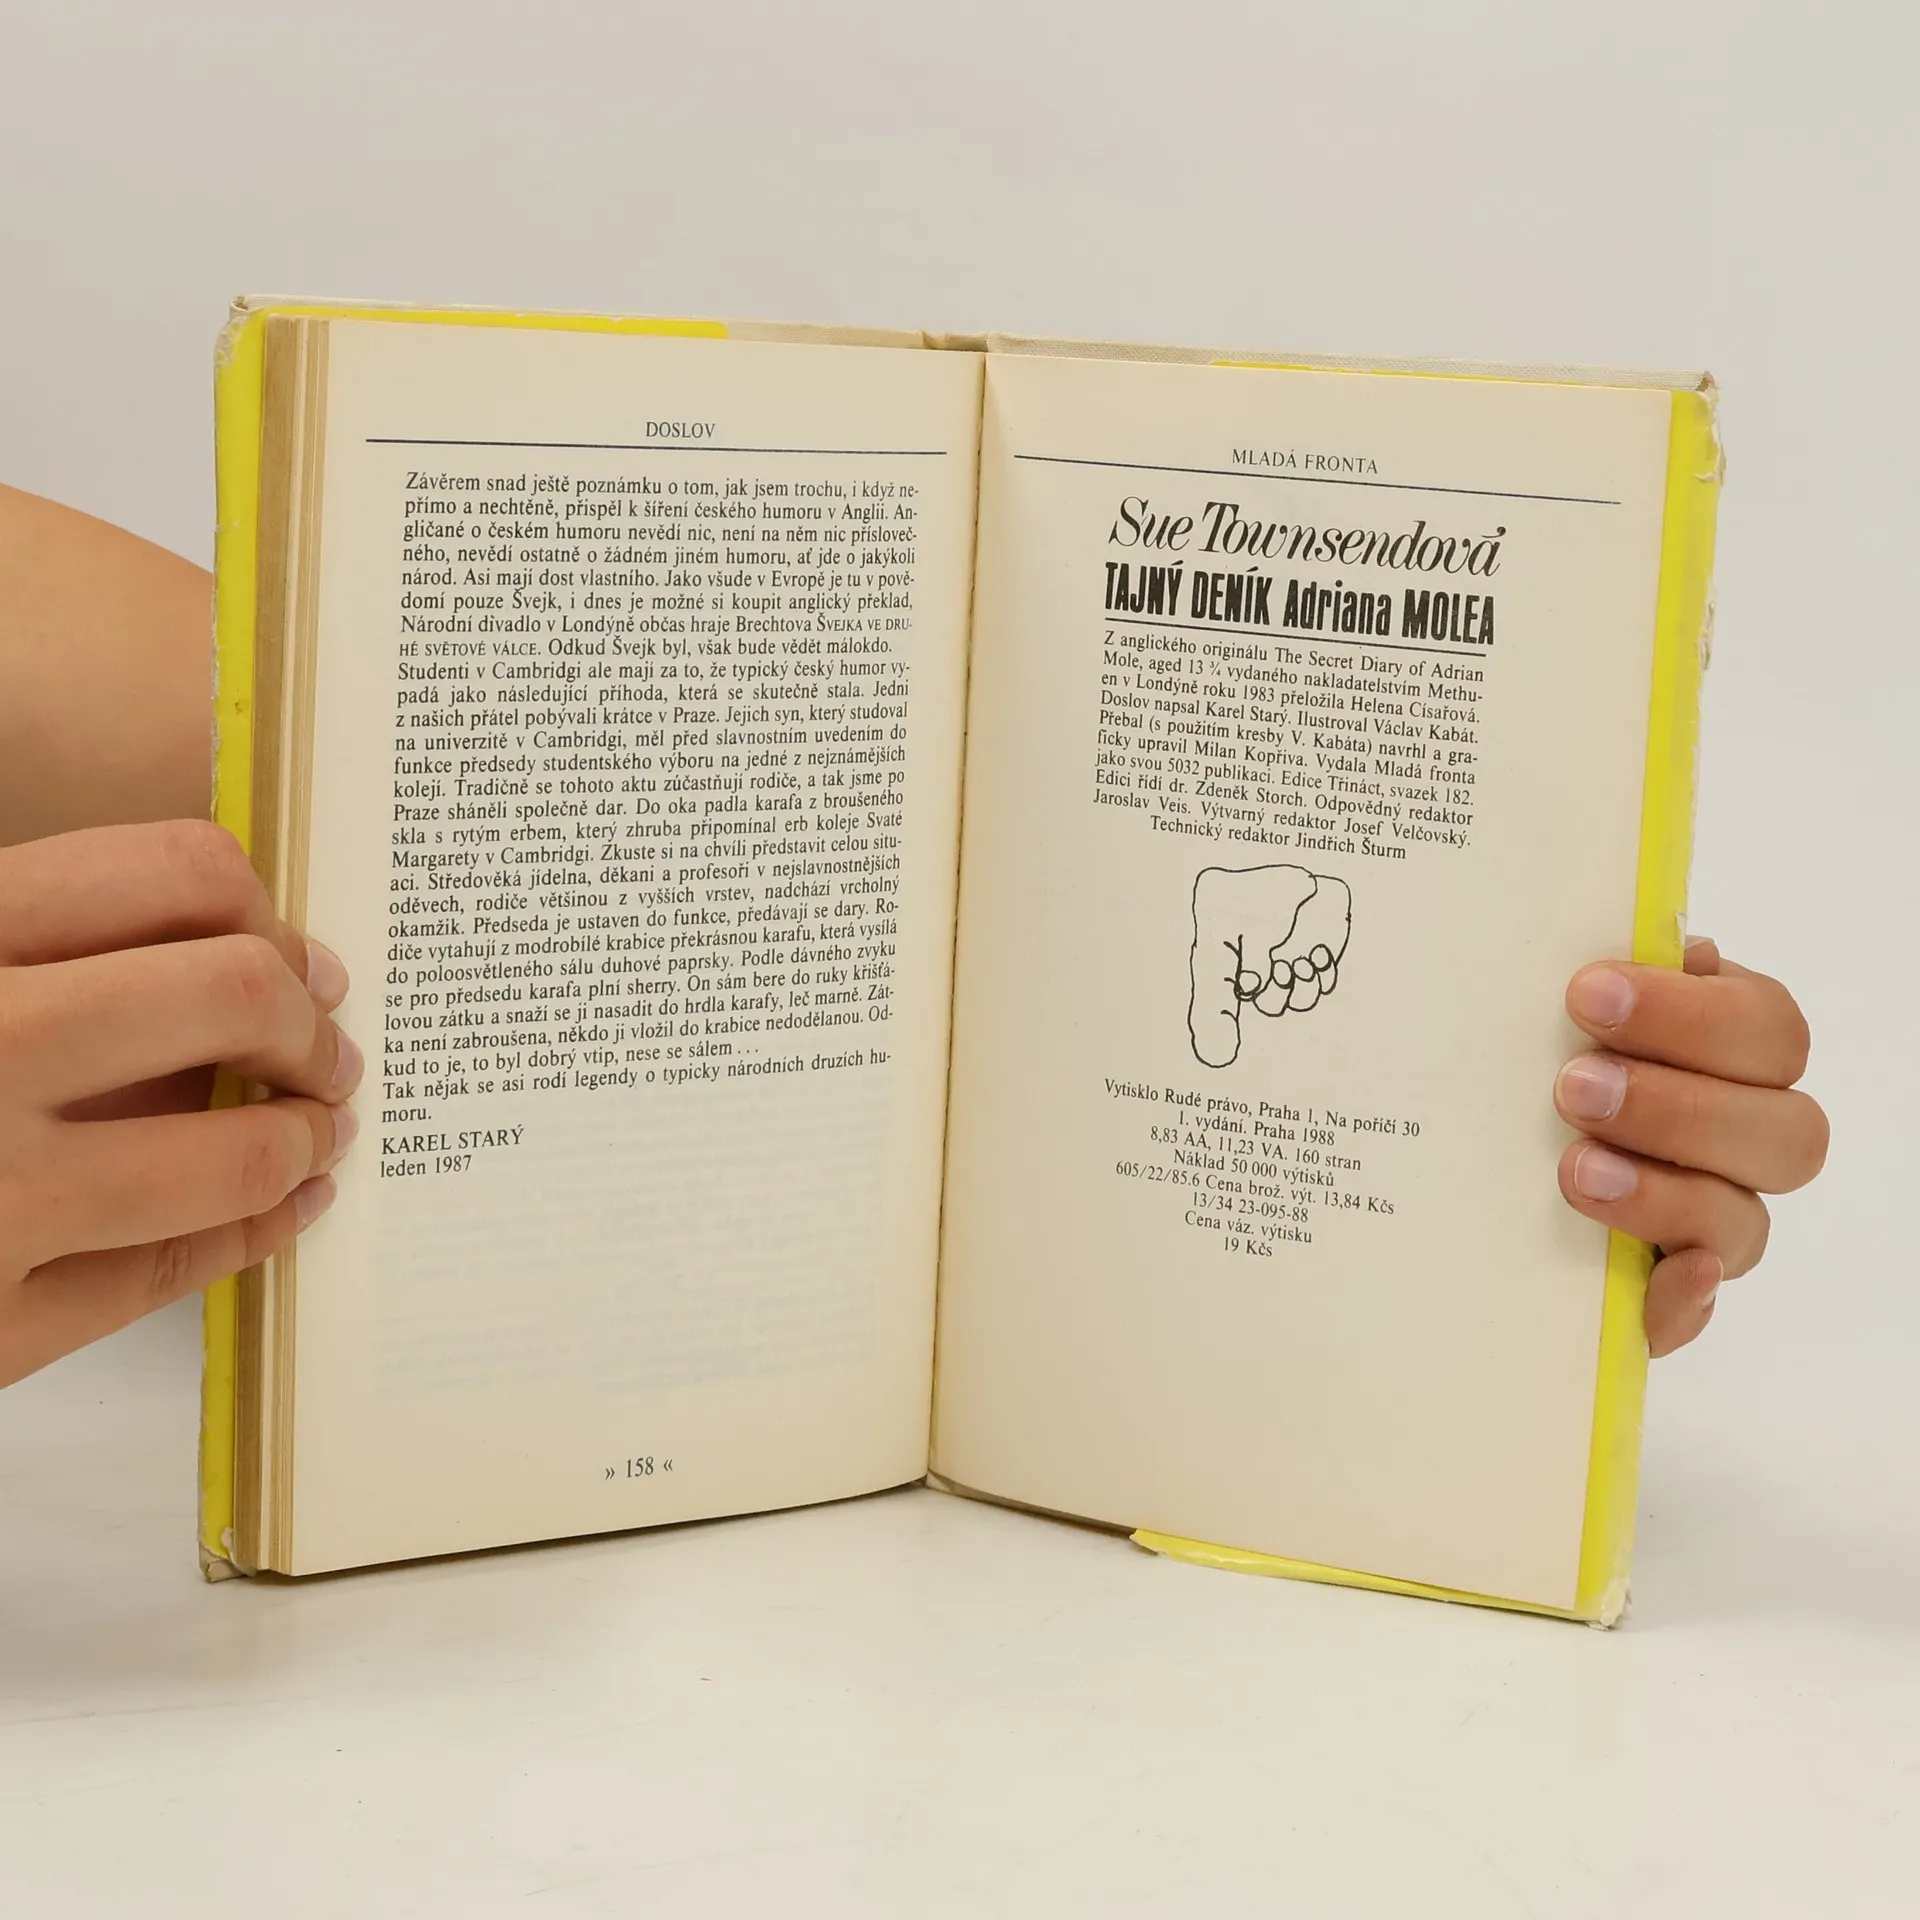 DOSLOV
Závěrem snad ještě poznámku o tom, jak jsem trochu, i když ne-
přímo a nechtěně, přispěl k šíření českého humoru v Anglii. An-
gličané o českém humoru nevědí nic, není na něm nic přísloveč-
ného, nevědí ostatně o žádném jiném humoru, ať jde o jakýkoli
národ. Asi mají dost vlastního. Jako všude v Evropě je tu v pově-
domí pouze Švejk, i dnes je možné si koupit anglický překlad,
Národní divadlo v Londýně občas hraje Brechtova ŠVEJKA VE DRU-
HÉ SVĚTOVÉ VÁLCE. Odkud Švejk byl, však bude vědět málokdo.
Studenti v Cambridgi ale mají za to, že typický český humor vy-
padá jako následující příhoda, která se skutečně stala. Jedni
z našich přátel pobývali krátce v Praze. Jejich syn, který studoval
na univerzitě v Cambridgi, měl před slavnostním uvedením do
funkce předsedy studentského výboru na jedné z nejznámějších
kolejí. Tradičně se tohoto aktu zúčastňují rodiče, a tak jsme po
Praze sháněli společně dar. Do oka padla karafa z broušeného
skla s rytým erbem, který zhruba připomínal erb koleje Svaté
Margarety v Cambridgi. Zkuste si na chvíli představit celou situ-
aci. Středověká jídelna, děkani a profesoři v nejslavnostnějších
oděvech, rodiče většinou z vyšších vrstev, nadchází vrcholný
okamžik. Předseda je ustaven do funkce, předávají se dary. Ro-
diče vytahují z modrobílé krabice překrásnou karafu, která vysílá
do poloosvětleného sálu duhové paprsky. Podle dávného zvyku
se pro předsedu karafa plní sherry. On sám bere do ruky křišťá-
lovou zátku a snaží se ji nasadit do hrdla karafy, leč marně. Zát-
ka není zabroušena, někdo ji vložil do krabice nedodělanou. Od-
kud to je, to byl dobrý vtip, nese se sálem . . .
Tak nějak se asi rodí legendy o typicky národních druzích hu-
moru.
KAREL STARÝ
leden 1987
» 158 «
MLADÁ FRONTA
Sue Townsendová
TAJNÝ DENÍK Adriana MOLEA
Z anglického originálu The Secret Diary of Adrian
Mole, aged 13 ¾ vydaného nakladatelstvím Methu-
en v Londýně roku 1983 přeložila Helena Císařová.
Doslov napsal Karel Starý. Ilustroval Václav Kabát.
Přebal (s použitím kresby V. Kabáta) navrhl a gra-
ficky upravil Milan Kopřiva. Vydala Mladá fronta
jako svou 5032 publikaci. Edice Třináct, svazek 182.
Edici řídí dr. Zdeněk Storch. Odpovědný redaktor
Jaroslav Veis. Výtvarný redaktor Josef Velčovský.
Technický redaktor Jindřich Šturm
Vytisklo Rudé právo, Praha 1, Na poříčí 30
1. vydání. Praha 1988
8,83 AA, 11,23 VA. 160 stran
Náklad 50 000 výtisků
605/22/85.6 Cena brož. výt. 13,84 Kčs
13/34 23-095-88
Cena váz. výtisku
19 Kčs